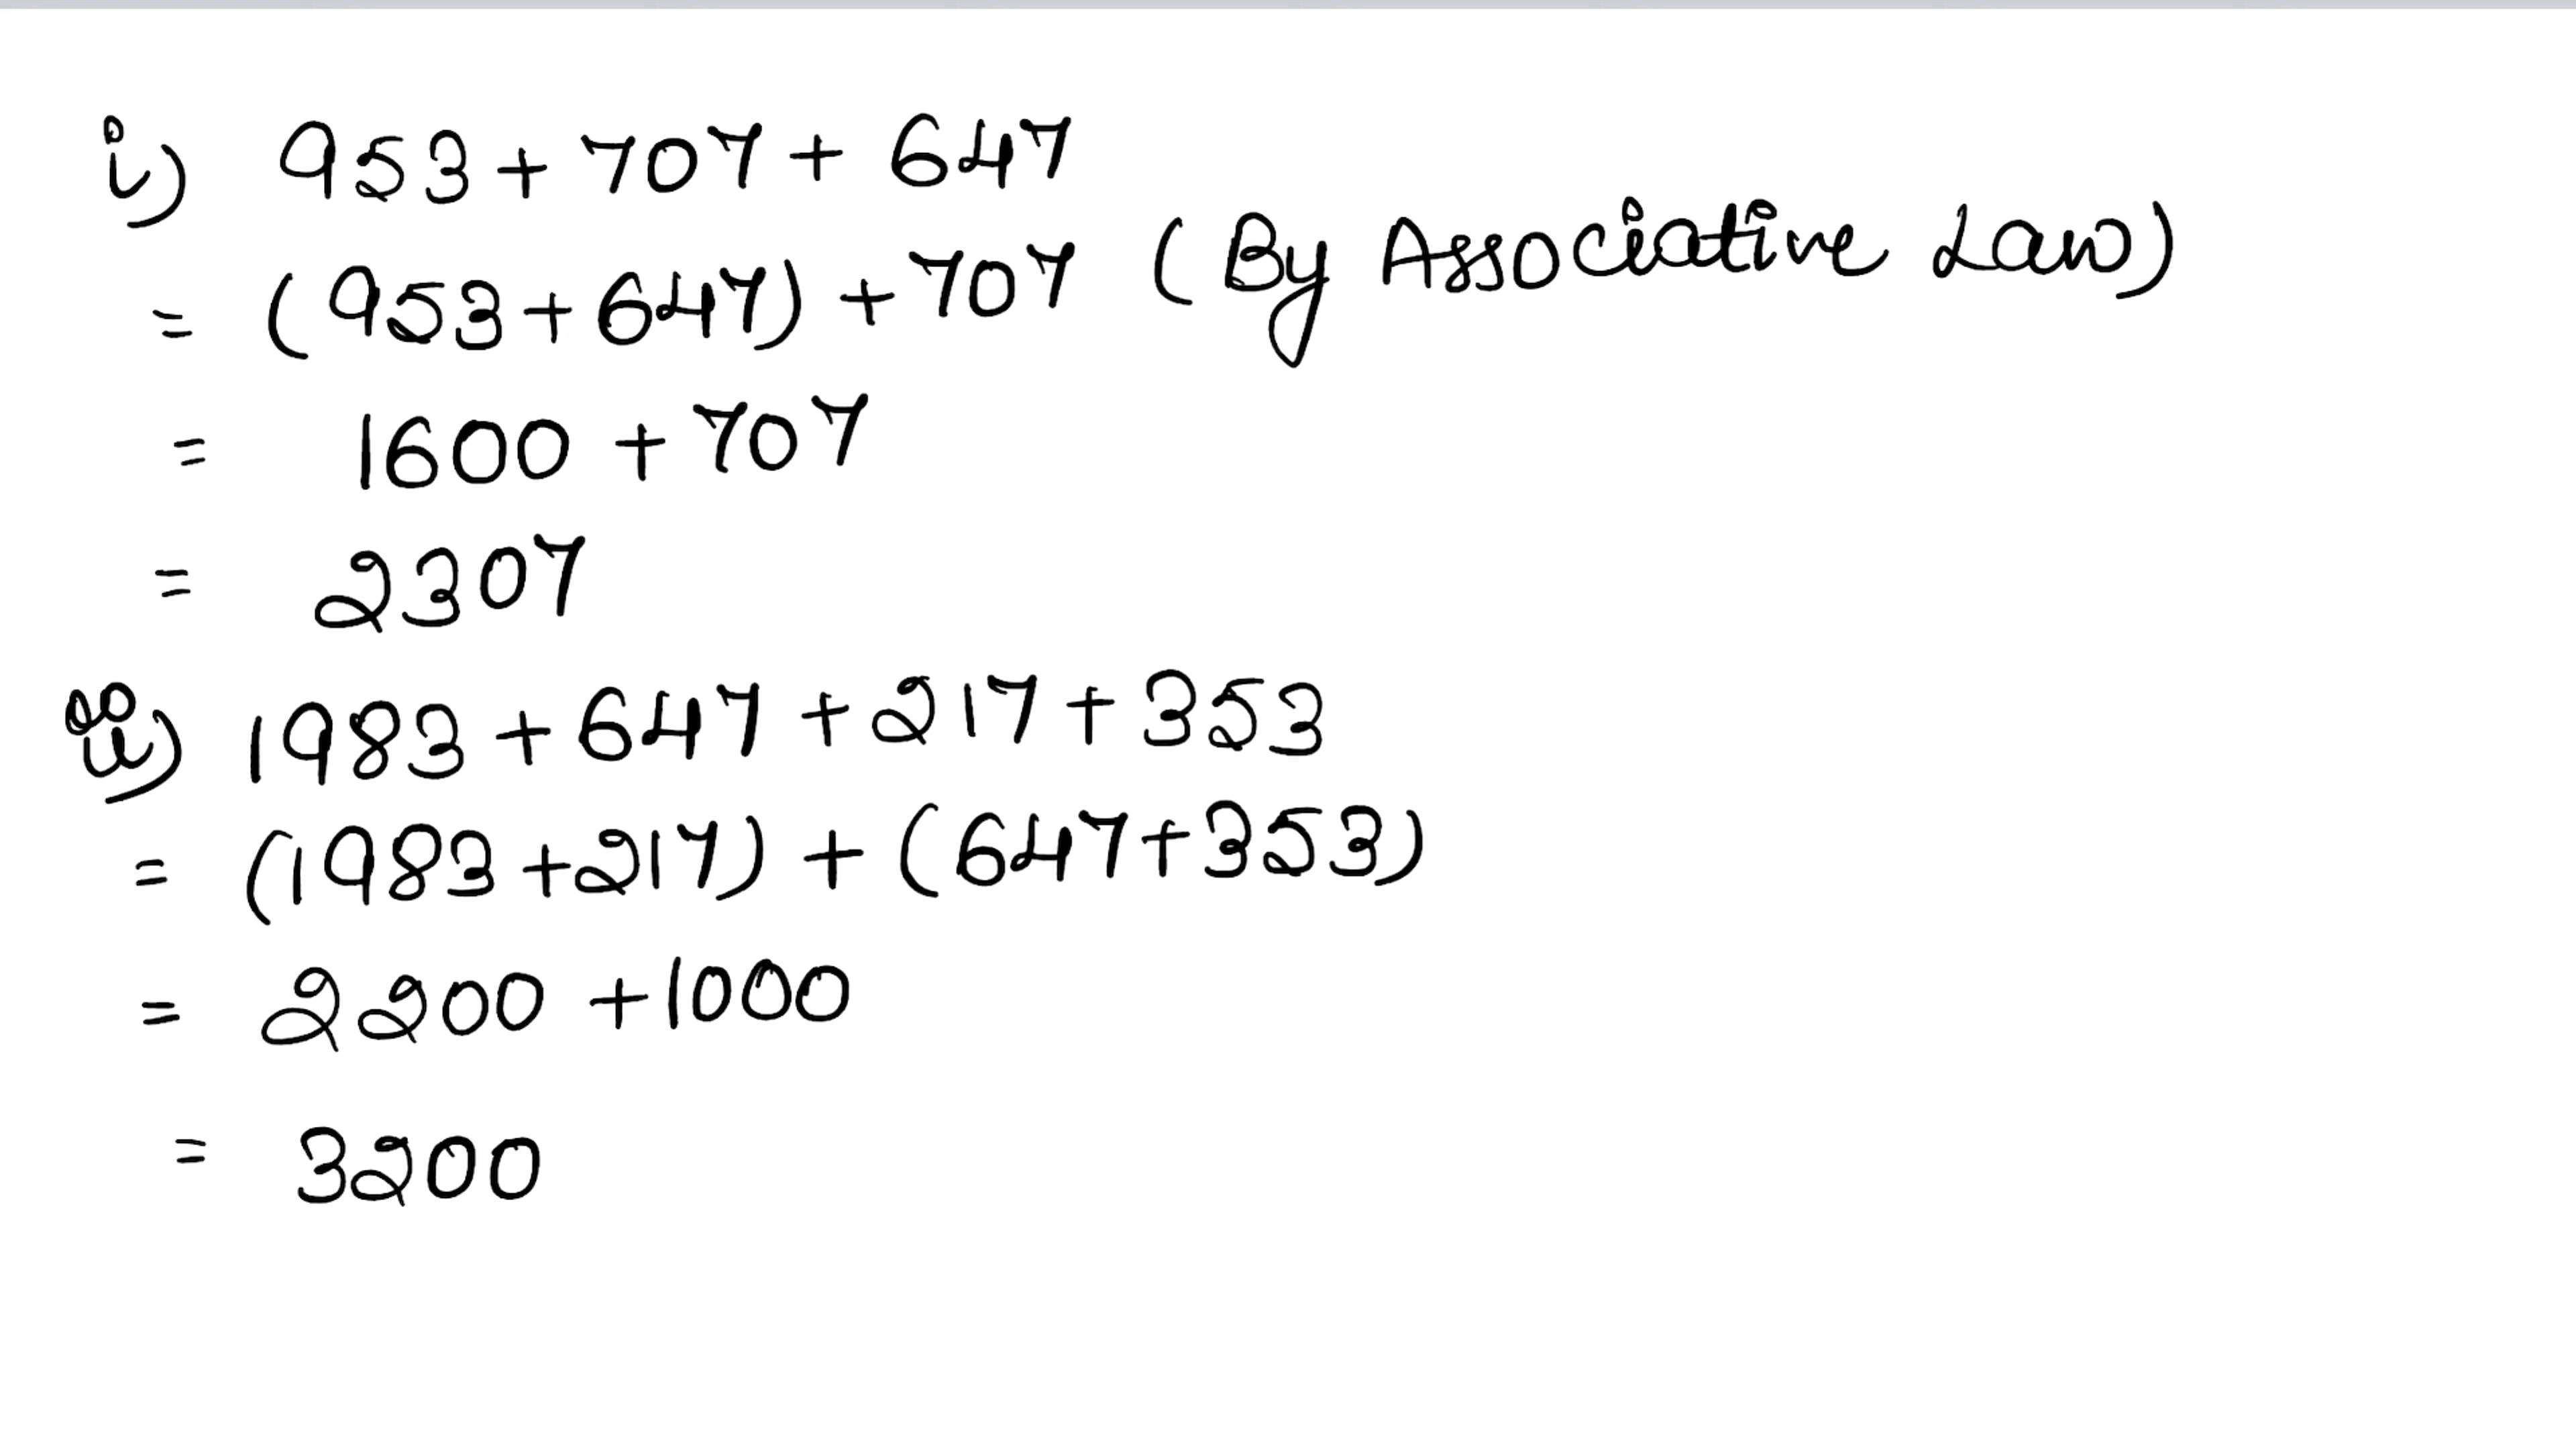 i) 953 + 707 + 647
= (953 + 647) + 707 (By Associative Law)
= 1600 + 707
= 2307
ii) 1983 + 647 + 217 + 353
= (1983 + 217) + (647 + 353)
= 2200 + 1000
= 3200